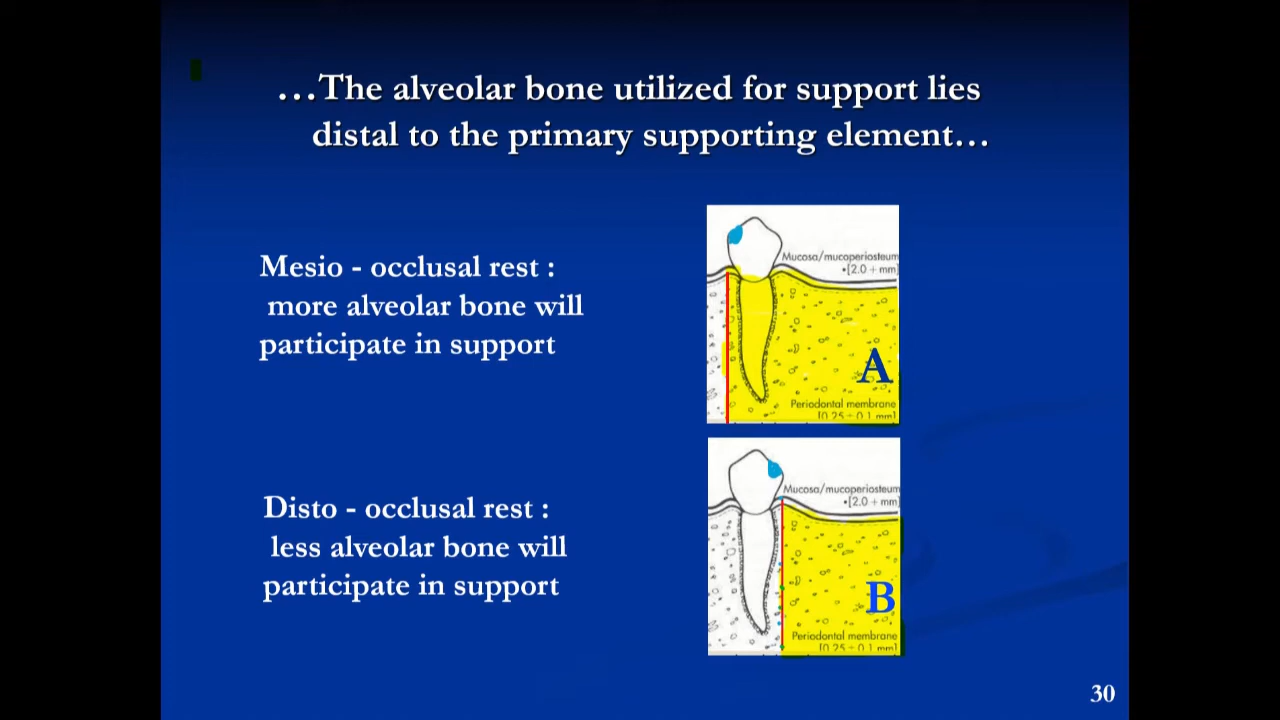 …The alveolar bone utilized for support lies
distal to the primary supporting element…
Mesio - occlusal rest :
more alveolar bone will
participate in support
Mucosa/mucoperiosteum
•[2.0 + mm]
A
Periodontal membrane
[0.25 ± 0.1 mm]
Disto - occlusal rest :
less alveolar bone will
participate in support
Mucosa/mucoperiosteum
•[2.0 + mm]
B
Periodontal membrane
[0.25 ± 0.1 mm]
30